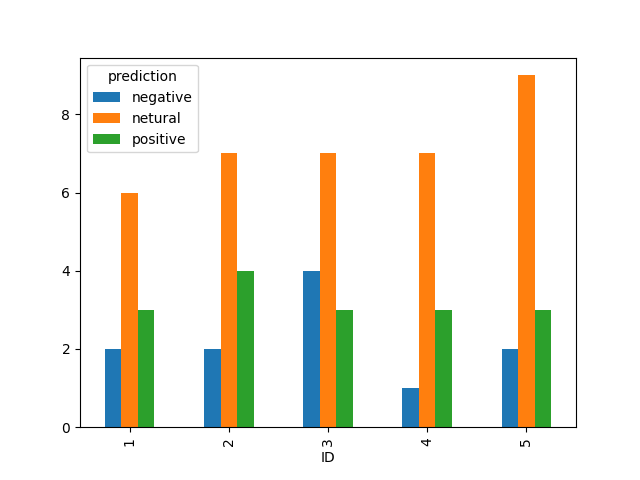 prediction
negative
netural
positive
8
6
4
2
0
1 2 3 4 5
ID